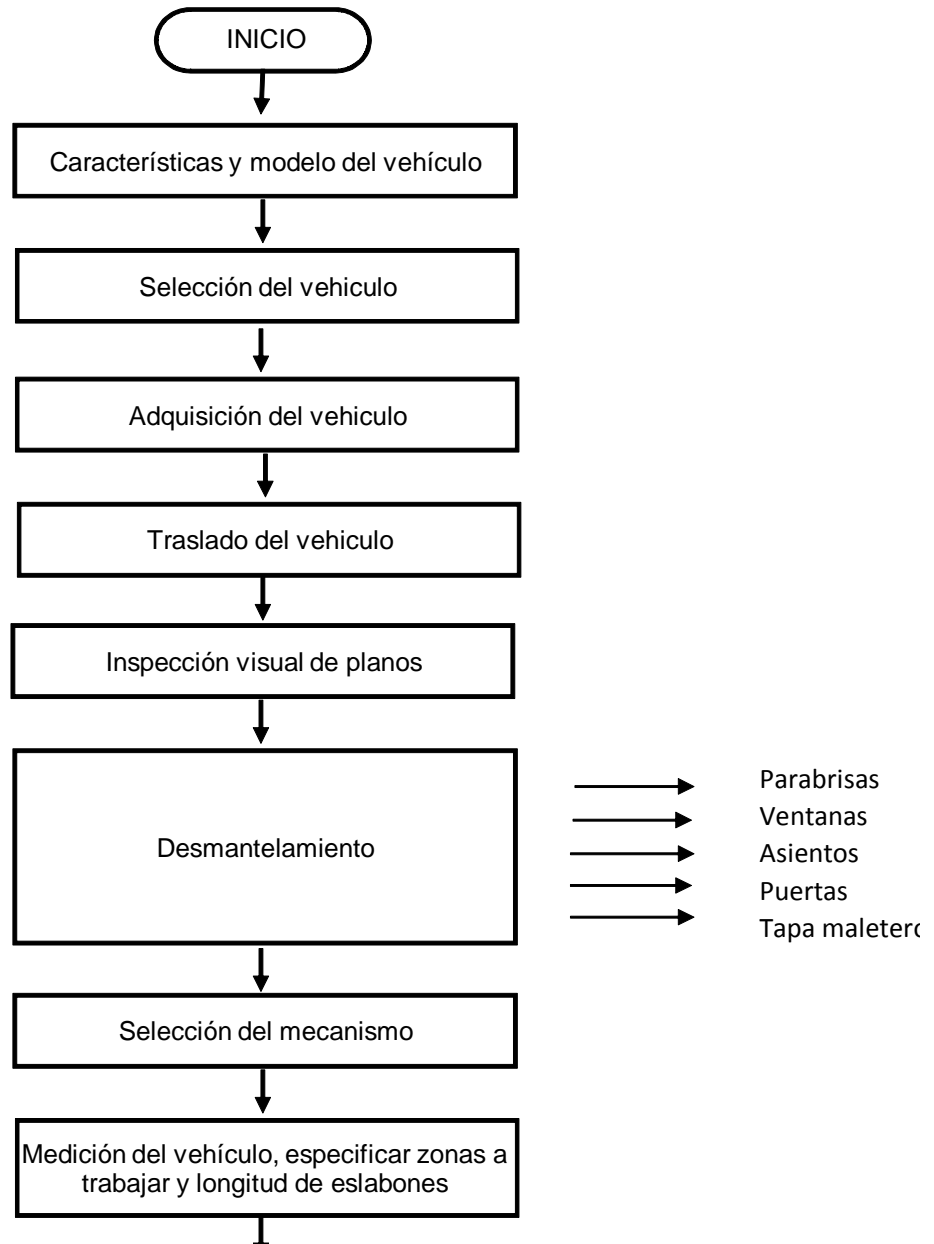 INICIO
Características y modelo del vehículo
Selección del vehiculo
Adquisición del vehiculo
Traslado del vehiculo
Inspección visual de planos
Desmantelamiento
Parabrisas
Ventanas
Asientos
Puertas
Tapa maletero
Selección del mecanismo
Medición del vehículo, especificar zonas a
trabajar y longitud de eslabones